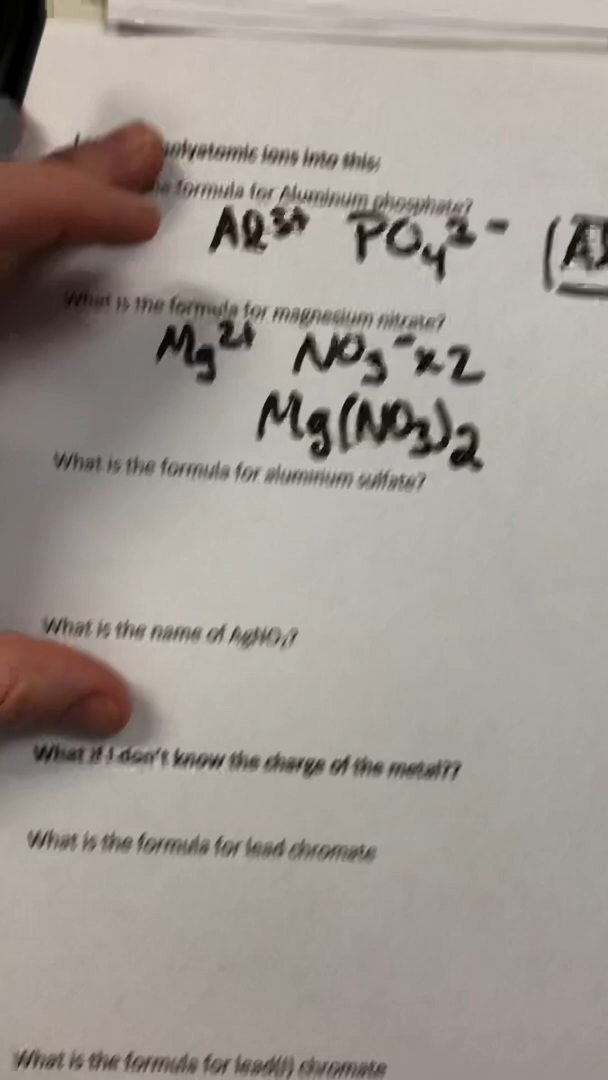 polyatomic ions into this:
formula for Aluminum phosphate?
Al3+ PO43-
What is the formula for magnesium nitrate?
Mg2+ NO3- x2
Mg(NO3)2
What is the formula for aluminum sulfate?
What is the name of AgNO3?
What if I don't know the charge of the metal??
What is the formula for lead chromate
What is the formula for lead(I) chromate